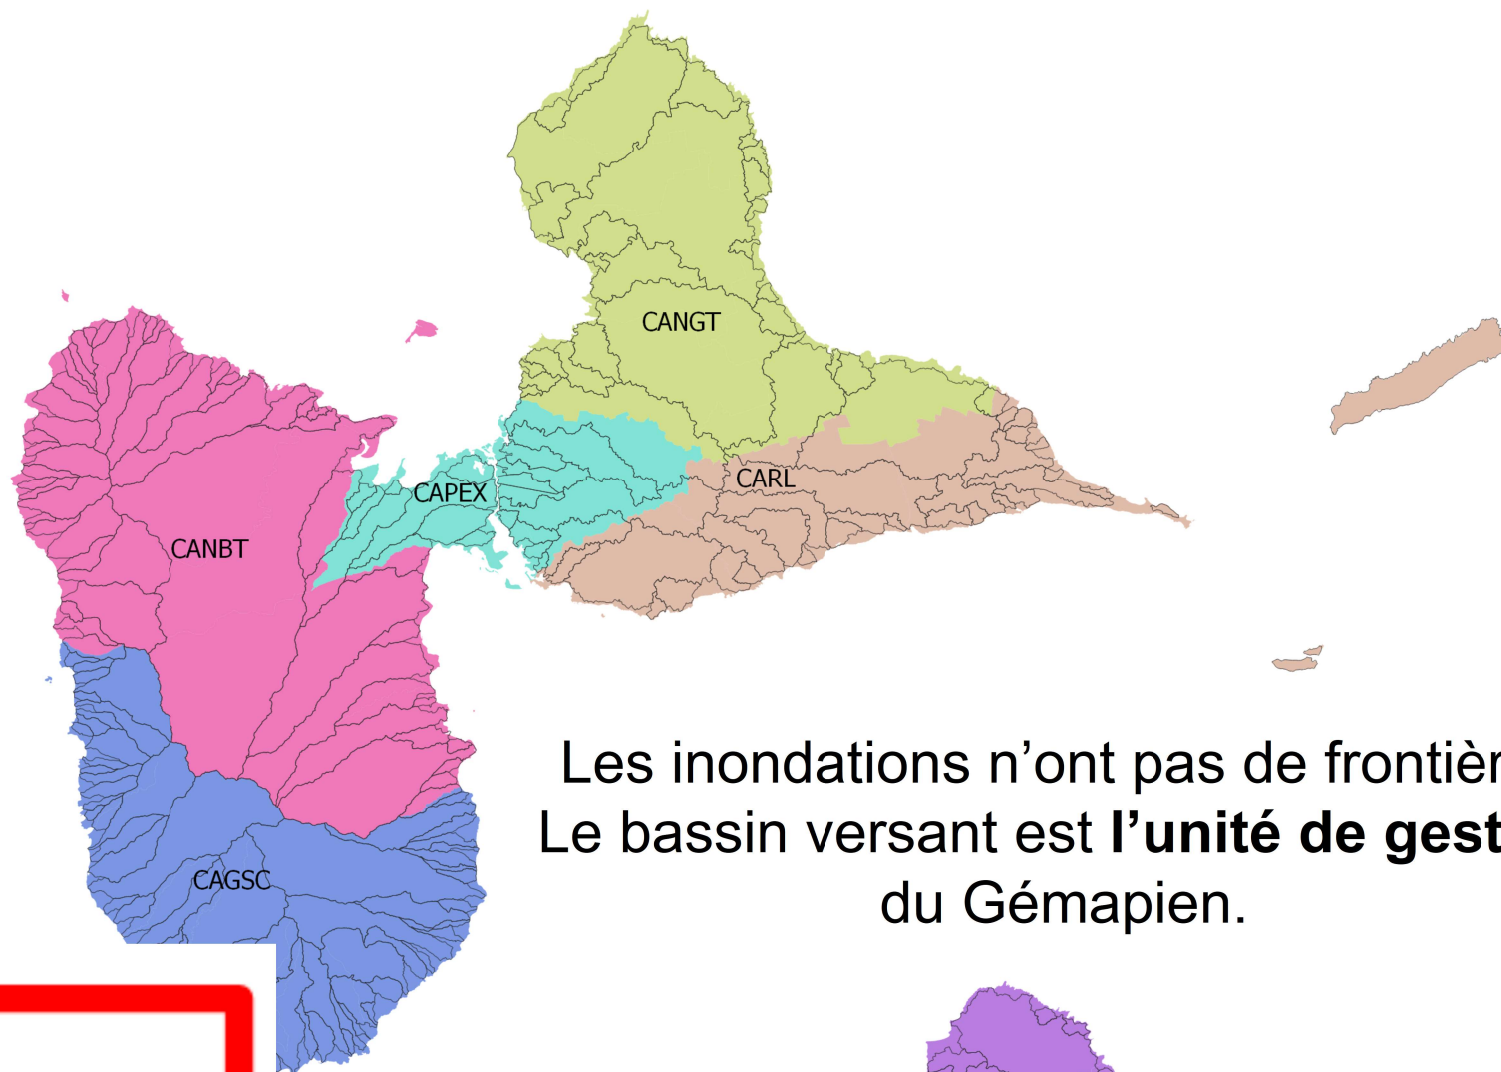 CANGT
CARL
CAPEX
CANBT
Les inondations n’ont pas de frontièr
Le bassin versant est l’unité de gest
CAGSC
du Gémapien.